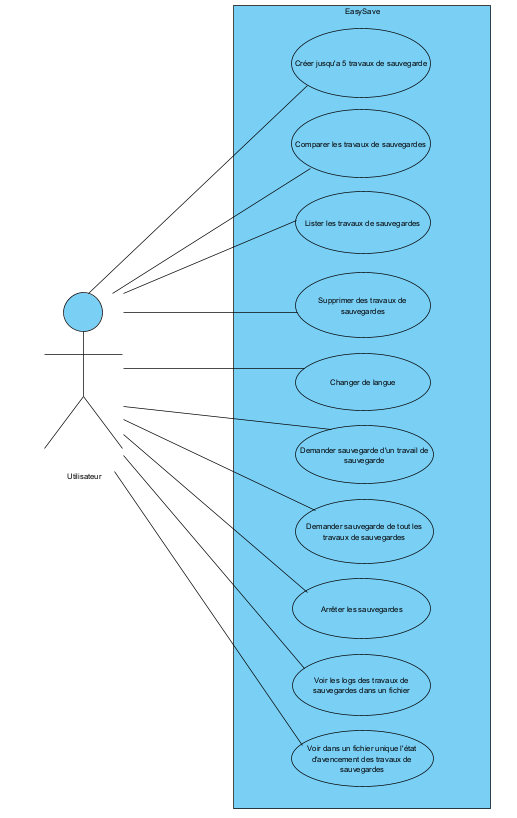 EasySave
Créer jusqu'a 5 travaux de sauvegarde
Comparer les travaux de sauvegardes
Lister les travaux de sauvegardes
Supprimer des travaux de
sauvegardes
Changer de langue
Demander sauvegarde d'un travail de
sauvegarde
Utilisateur
Demander sauvegarde de tout les
travaux de sauvegardes
Arrêter les sauvegardes
Voir les logs des travaux de
sauvegardes dans un fichier
Voir dans un fichier unique l'état
d'avencement des travaux de
sauvegardes